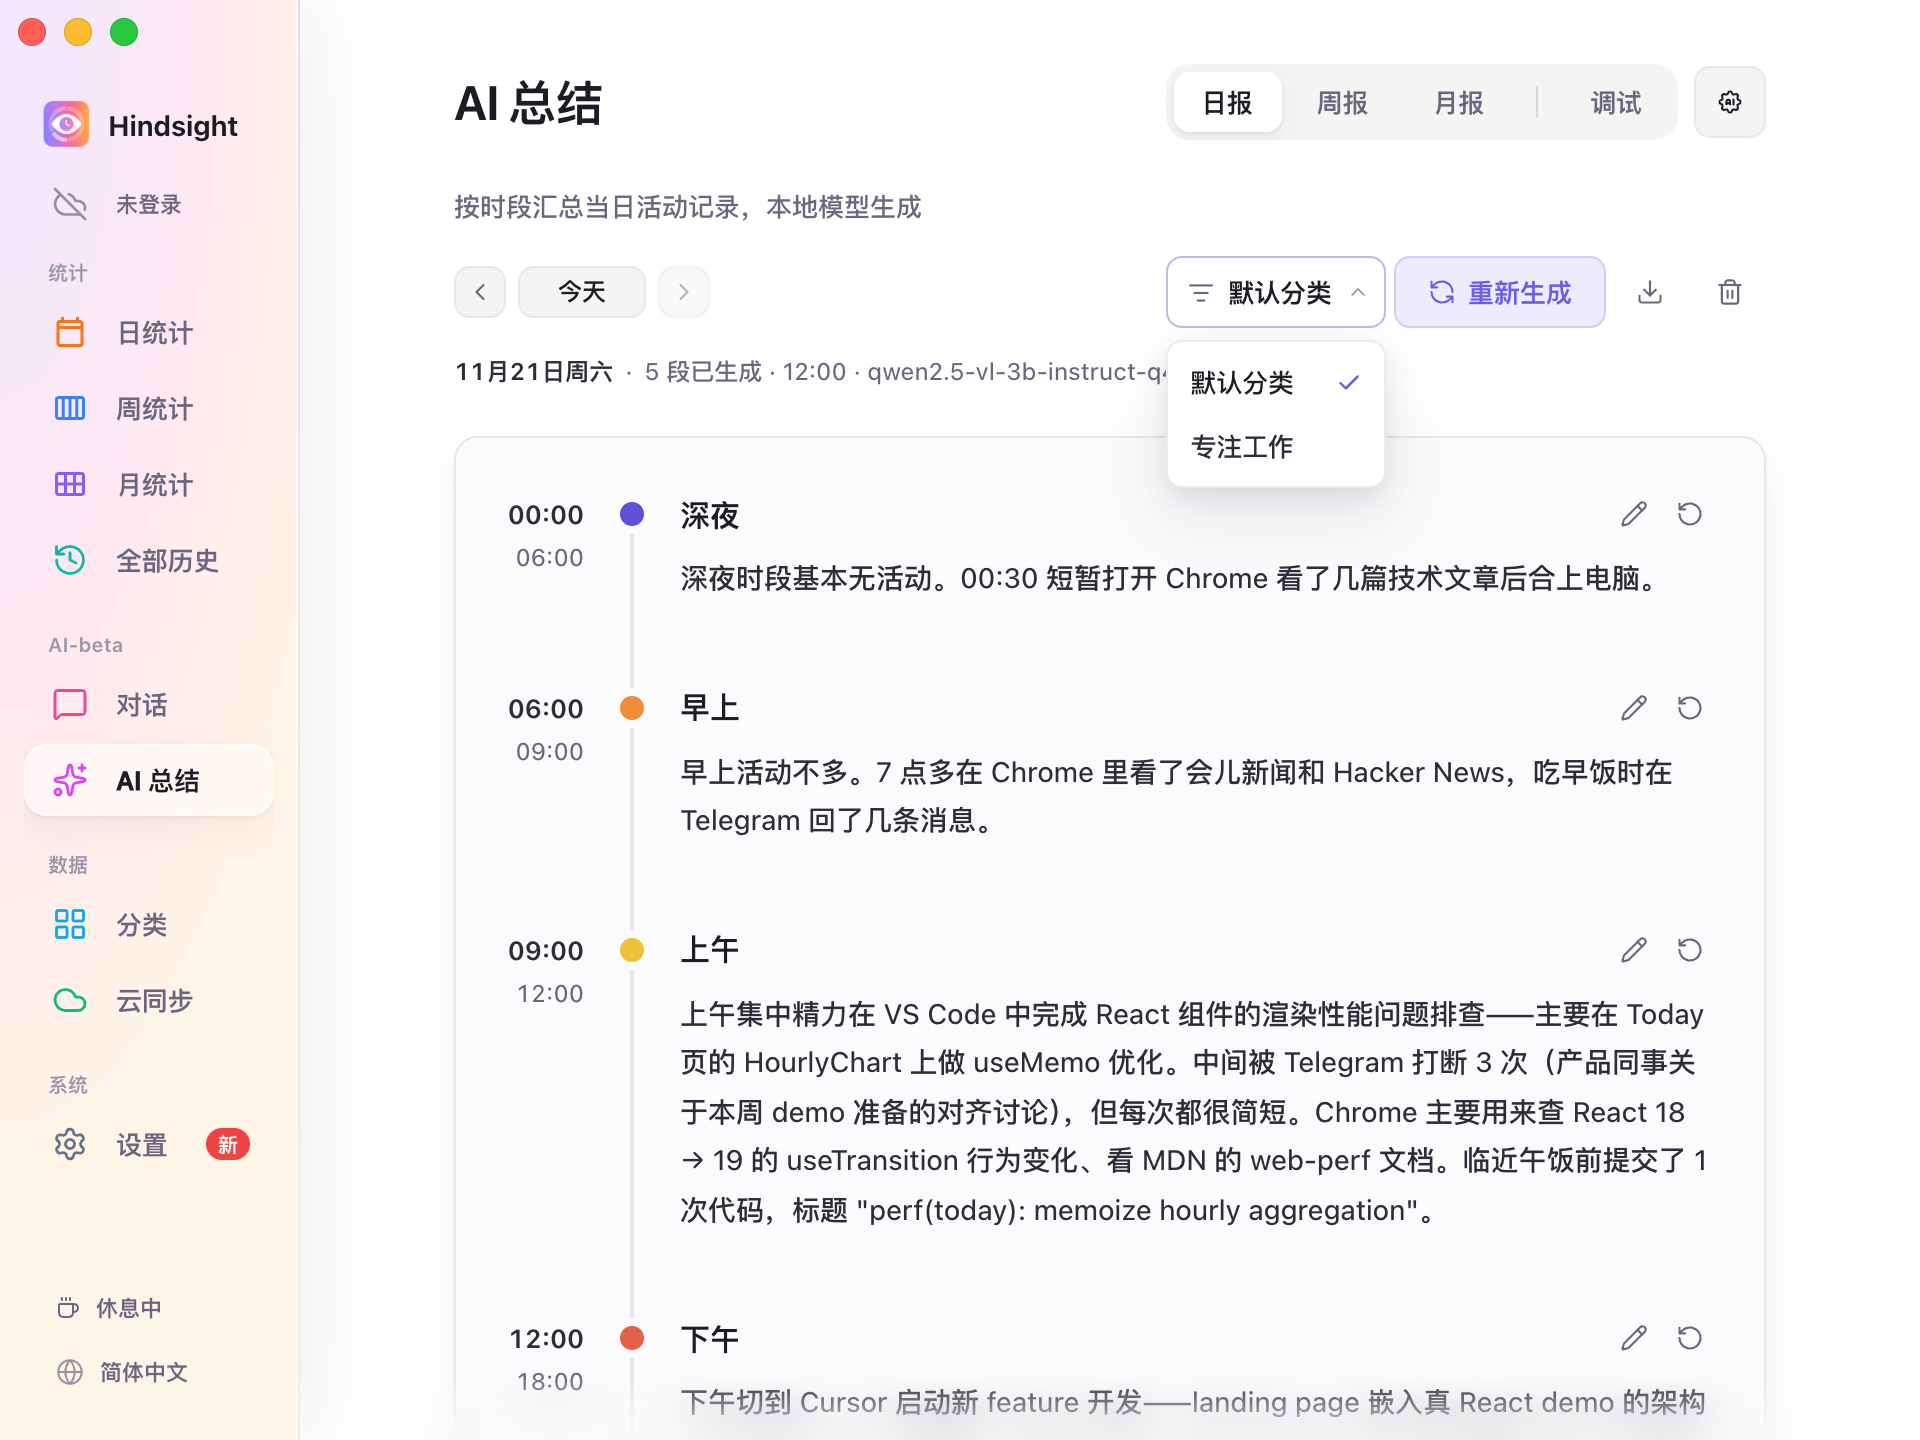 Hindsight
未登录
统计
日统计
周统计
月统计
全部历史
AI-beta
对话
AI 总结
数据
分类
云同步
系统
设置 新
休息中
简体中文
AI 总结
日报 周报 月报 调试
按时段汇总当日活动记录，本地模型生成
今天
默认分类
重新生成
11月21日周六 · 5 段已生成 · 12:00 · qwen2.5-vl-3b-instruct-q
默认分类
专注工作
00:00
06:00
深夜
深夜时段基本无活动。00:30 短暂打开 Chrome 看了几篇技术文章后合上电脑。
06:00
09:00
早上
早上活动不多。7 点多在 Chrome 里看了会儿新闻和 Hacker News，吃早饭时在
Telegram 回了几条消息。
09:00
12:00
上午
上午集中精力在 VS Code 中完成 React 组件的渲染性能问题排查——主要在 Today
页的 HourlyChart 上做 useMemo 优化。中间被 Telegram 打断 3 次（产品同事关
于本周 demo 准备的对齐讨论），但每次都很简短。Chrome 主要用来查 React 18
→ 19 的 useTransition 行为变化、看 MDN 的 web-perf 文档。临近午饭前提交了 1
次代码，标题 "perf(today): memoize hourly aggregation"。
12:00
18:00
下午
下午切到 Cursor 启动新 feature 开发——landing page 嵌入真 React demo 的架构